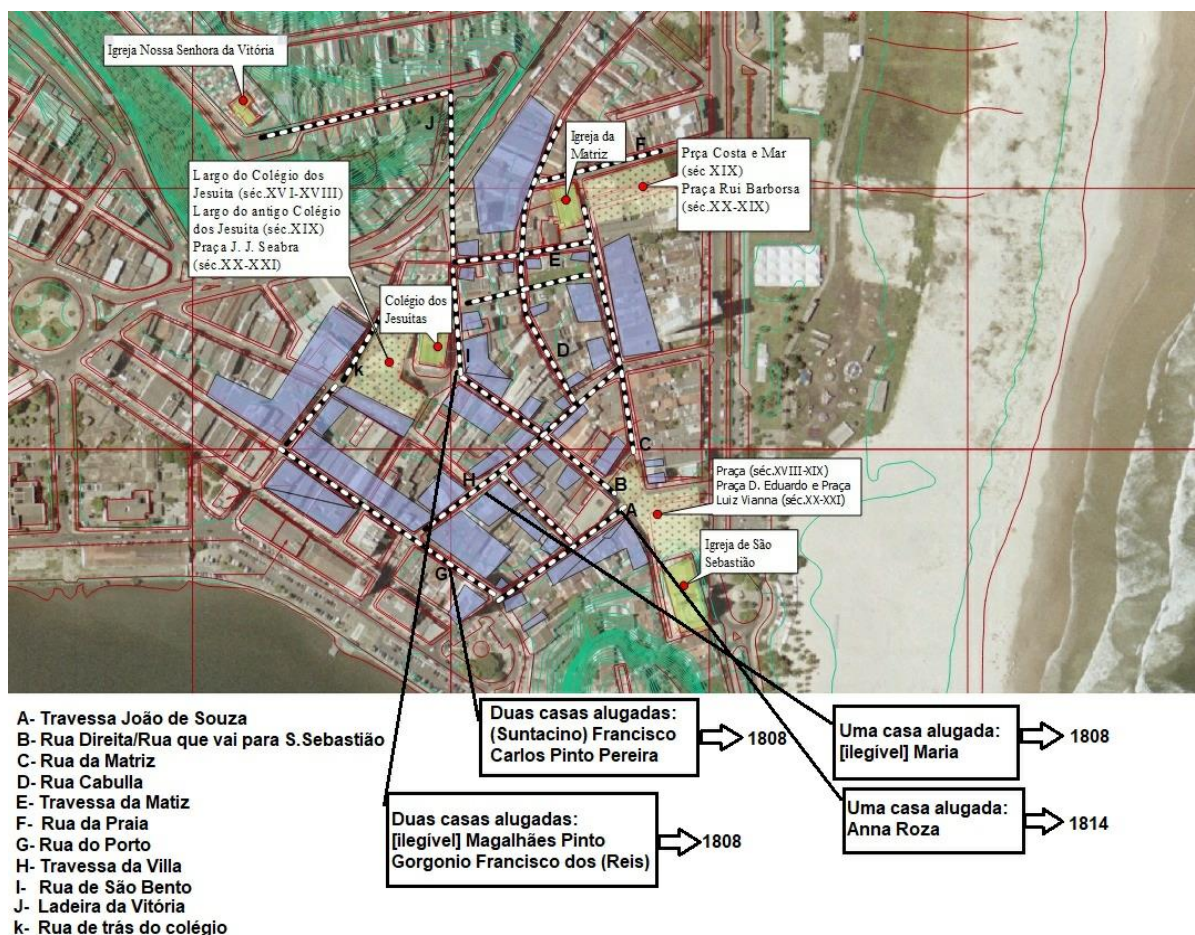 Igreja Nossa Senhora da Vitória
J
Igreja da
Matriz
F
Prça Costa e Mar
(séc XIX)
Praça Rui Barborsa
(séc.XX-XIX)
Largo do Colégio dos
Jesuita (séc.XVI-XVIII)
Largo do antigo Colégio
dos Jesuita (séc.XIX)
Praça J. J. Seabra
(séc.XX-XXI)
E
Colégio dos
Jesuitas
I
D
k
C
H
B
A
Praça (séc.XVIII-XIX)
Praça D. Eduardo e Praça
Luiz Vianna (séc.XX-XXI)
Igreja de São
Sebastião
G
A- Travessa João de Souza
B- Rua Direita/Rua que vai para S.Sebastião
C- Rua da Matriz
D- Rua Cabulla
E- Travessa da Matiz
F- Rua da Praia
G- Rua do Porto
H- Travessa da Villa
I- Rua de São Bento
J- Ladeira da Vitória
k- Rua de trás do colégio
Duas casas alugadas:
(Suntacino) Francisco
Carlos Pinto Pereira
1808
Duas casas alugadas:
[ilegível] Magalhães Pinto
Gorgonio Francisco dos (Reis)
1808
Uma casa alugada:
[ilegível] Maria
1808
Uma casa alugada:
Anna Roza
1814